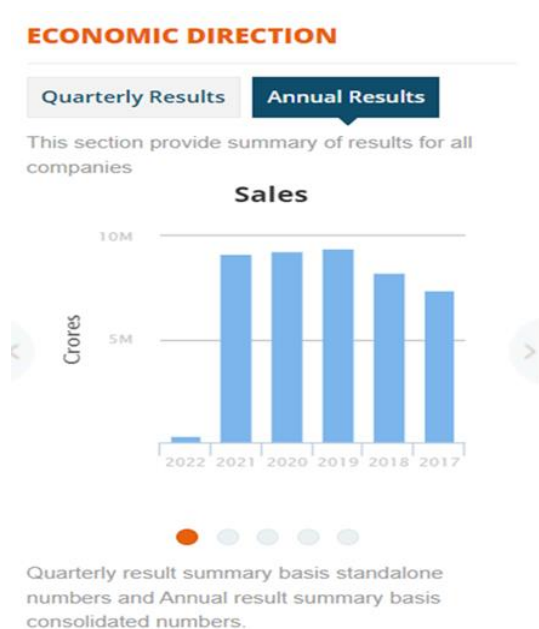 ECONOMIC DIRECTION
Quarterly Results Annual Results
This section provide summary of results for all
companies
Sales
10M
Crores
5M
2022 2021 2020 2019 2018 2017
Quarterly result summary basis standalone
numbers and Annual result summary basis
consolidated numbers.